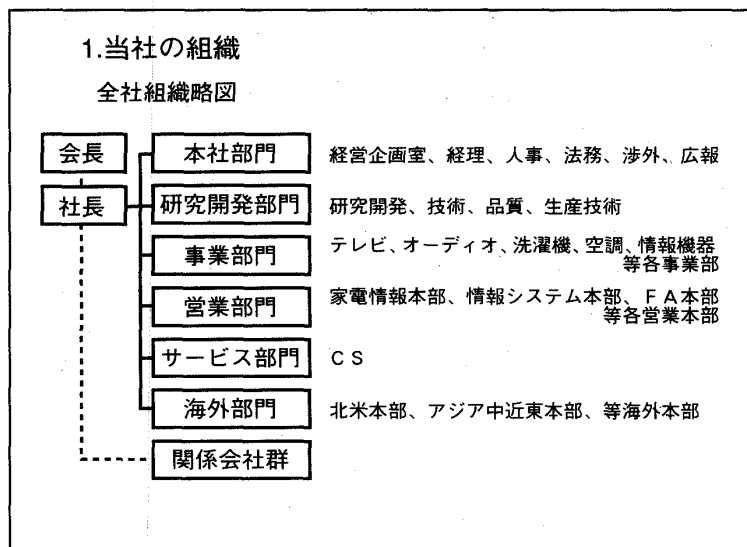 1.当社の組織
全社組織略図
会長
社長
本社部門 経営企画室、経理、人事、法務、渉外、広報
研究開発部門 研究開発、技術、品質、生産技術
事業部門 テレビ、オーディオ、洗濯機、空調、情報機器
等各事業部
営業部門 家電情報本部、情報システム本部、FA本部
等各営業本部
サービス部門 CS
海外部門 北米本部、アジア中近東本部、等海外本部
関係会社群